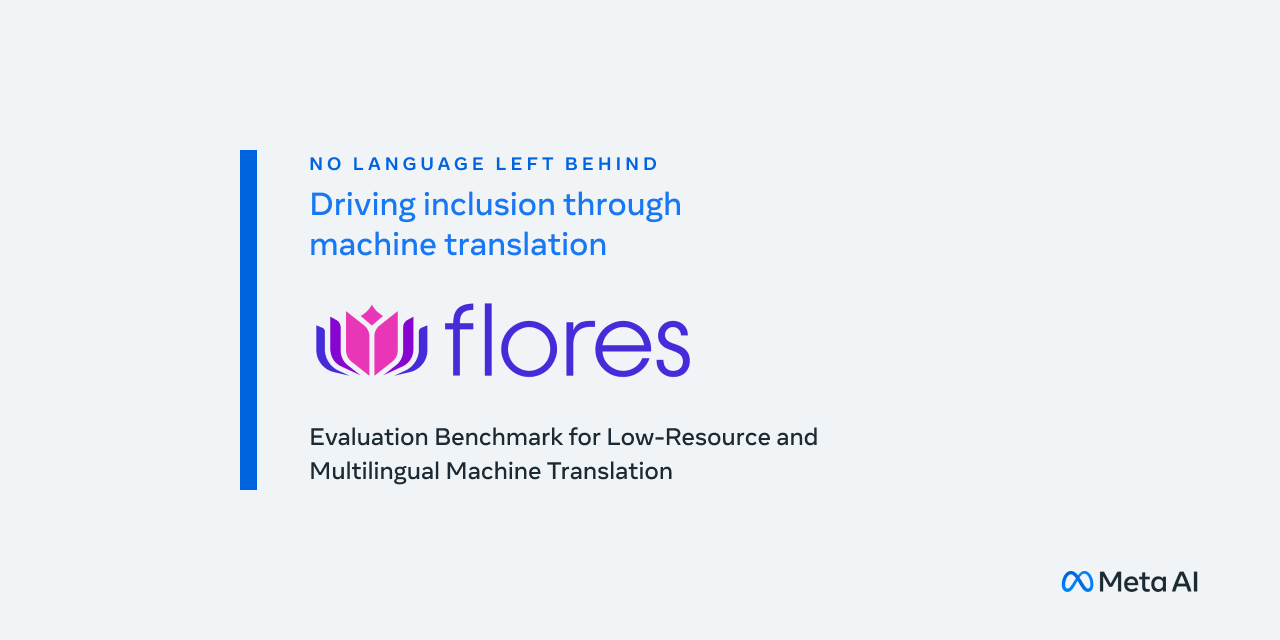 NO LANGUAGE LEFT BEHIND
Driving inclusion through
machine translation
flores
Evaluation Benchmark for Low-Resource and
Multilingual Machine Translation
Meta AI